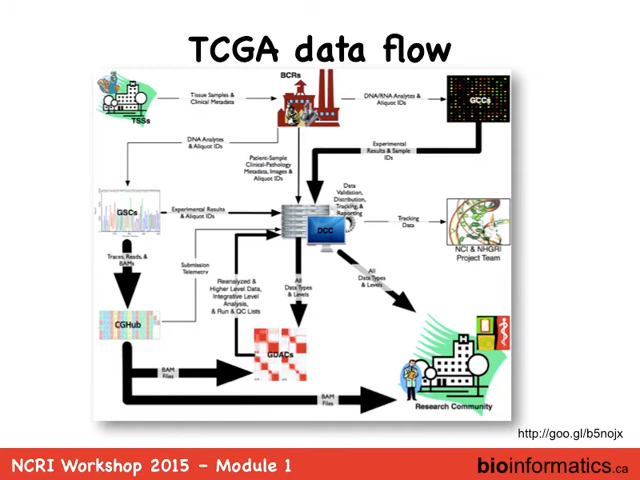 TCGA data flow
BCRs
Tissue Samples &
Clinical Metadata
DNA/RNA Analytes &
Aliquot IDs
GCCs
TSSs
DNA Analytes
& Aliquot IDs
Experimental
Results & Sample
IDs
Patient-Sample
Clinical-Pathology
Metadata, Images &
Aliquot IDs
Data
Validation,
Distribution,
Tracking, &
Reporting
GSCs
Experimental Results
& Aliquot IDs
DCC
Tracking
Data
NCI & NHGRI
Project Team
Traces, Reads, &
BAMs
Submission
Telemetry
Reanalyzed &
Higher Level Data,
Integrative Level
Analysis,
& Run & QC Lists
All
Data Types
& Levels
All
Data Types
& Levels
CGHub
GDACs
BAM
Files
BAM
Files
Research Community
http://goo.gl/b5nojx
NCRI Workshop 2015 - Module 1
bioinformatics.ca